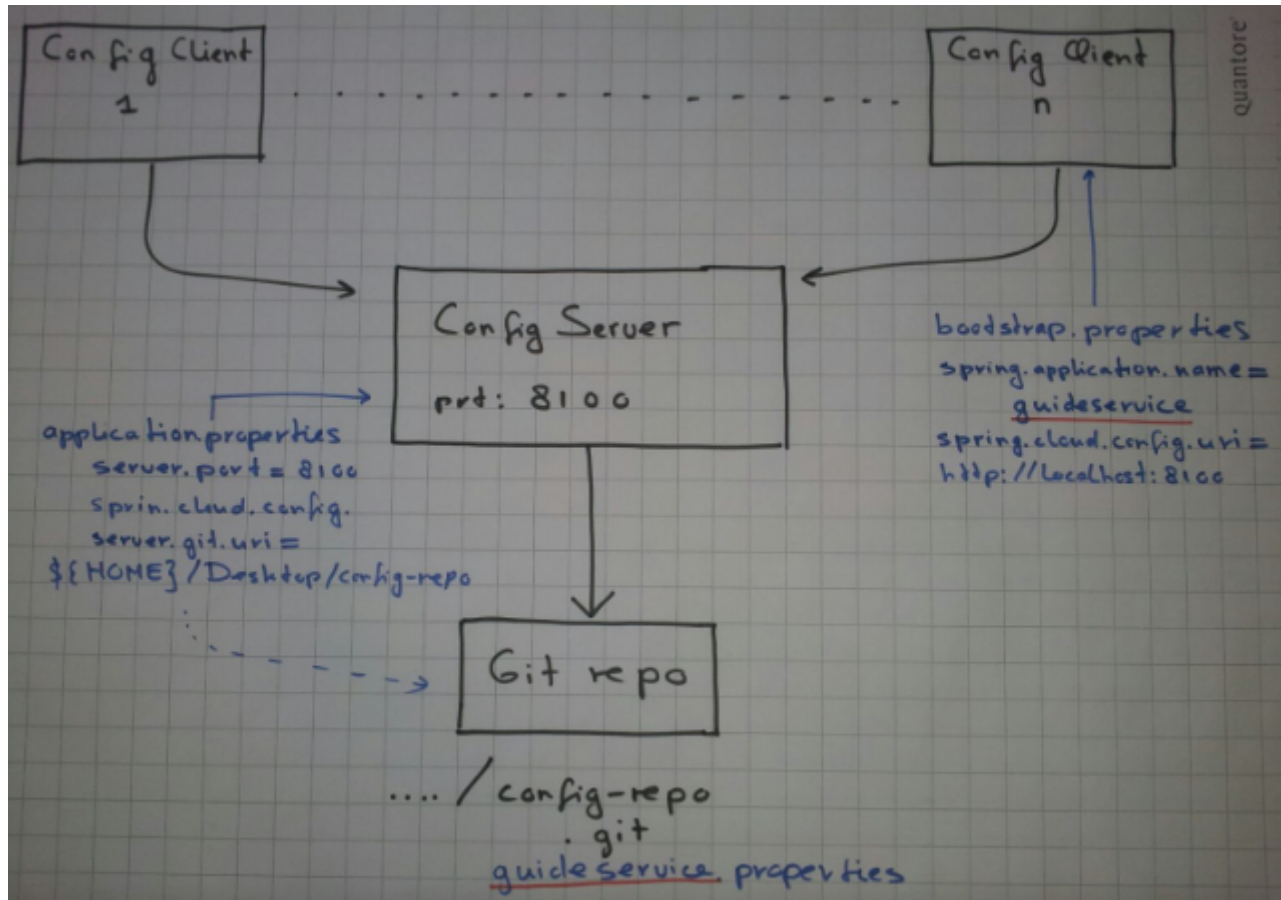 Config Client
1
Config Client
n
quantore
Config Server
prt: 8100
application properties
server.port = 8100
sprin.cloud.config.
server.git.uri =
${HOME}/Desktop/config-repo
bootstrap.properties
spring.application.name=
guideservice
spring.cloud.config.uri=
http://localhost:8100
Git repo
..../config-repo
.git
guideservice.properties